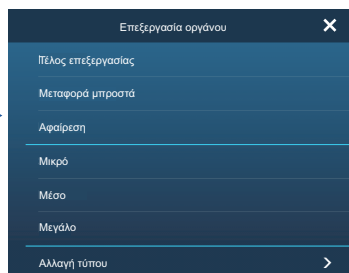 Επεξεργασία οργάνου
Τέλος επεξεργασίας
Μεταφορά μπροστά
Αφαίρεση
Μικρό
Μέσο
Μεγάλο
Αλλαγή τύπου